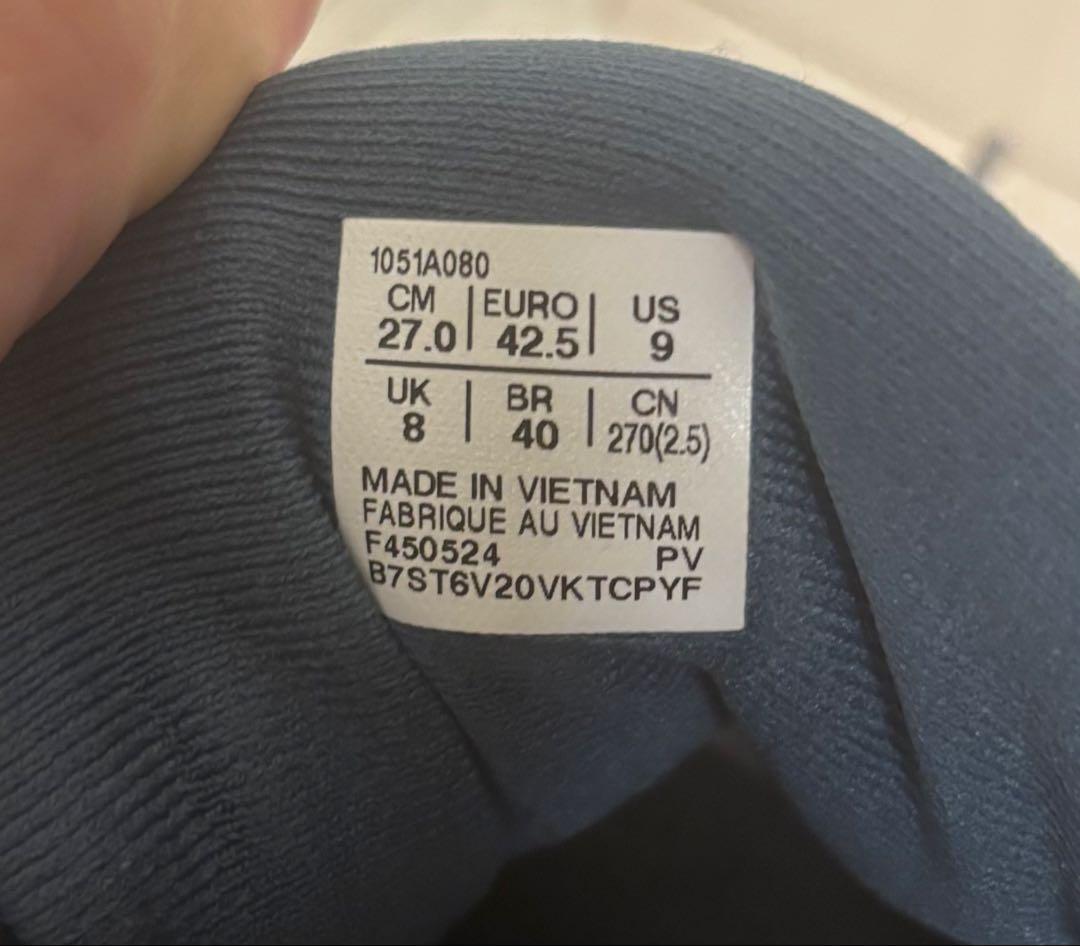 1051A080
CM | EURO | US
27.0 | 42.5 | 9
UK | BR | CN
8 | 40 | 270(2.5)
MADE IN VIETNAM
FABRIQUE AU VIETNAM
F450524 PV
B7ST6V20VKTCPYF